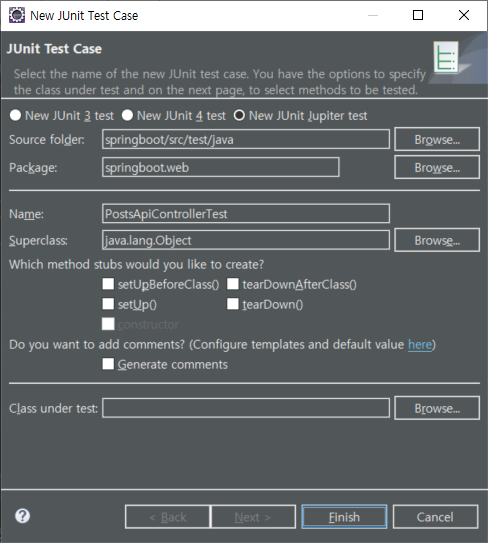 New JUnit Test Case
JUnit Test Case
Select the name of the new JUnit test case. You have the options to specify
the class under test and on the next page, to select methods to be tested.
New JUnit 3 test New JUnit 4 test New JUnit Jupiter test
Source folder: springboot/src/test/java Browse...
Package: springboot.web Browse...
Name: PostsApiControllerTest
Superclass: java.lang.Object Browse...
Which method stubs would you like to create?
setUpBeforeClass() tearDownAfterClass()
setUp() tearDown()
constructor
Do you want to add comments? (Configure templates and default value here)
Generate comments
Class under test: Browse...
? < Back Next > Finish Cancel